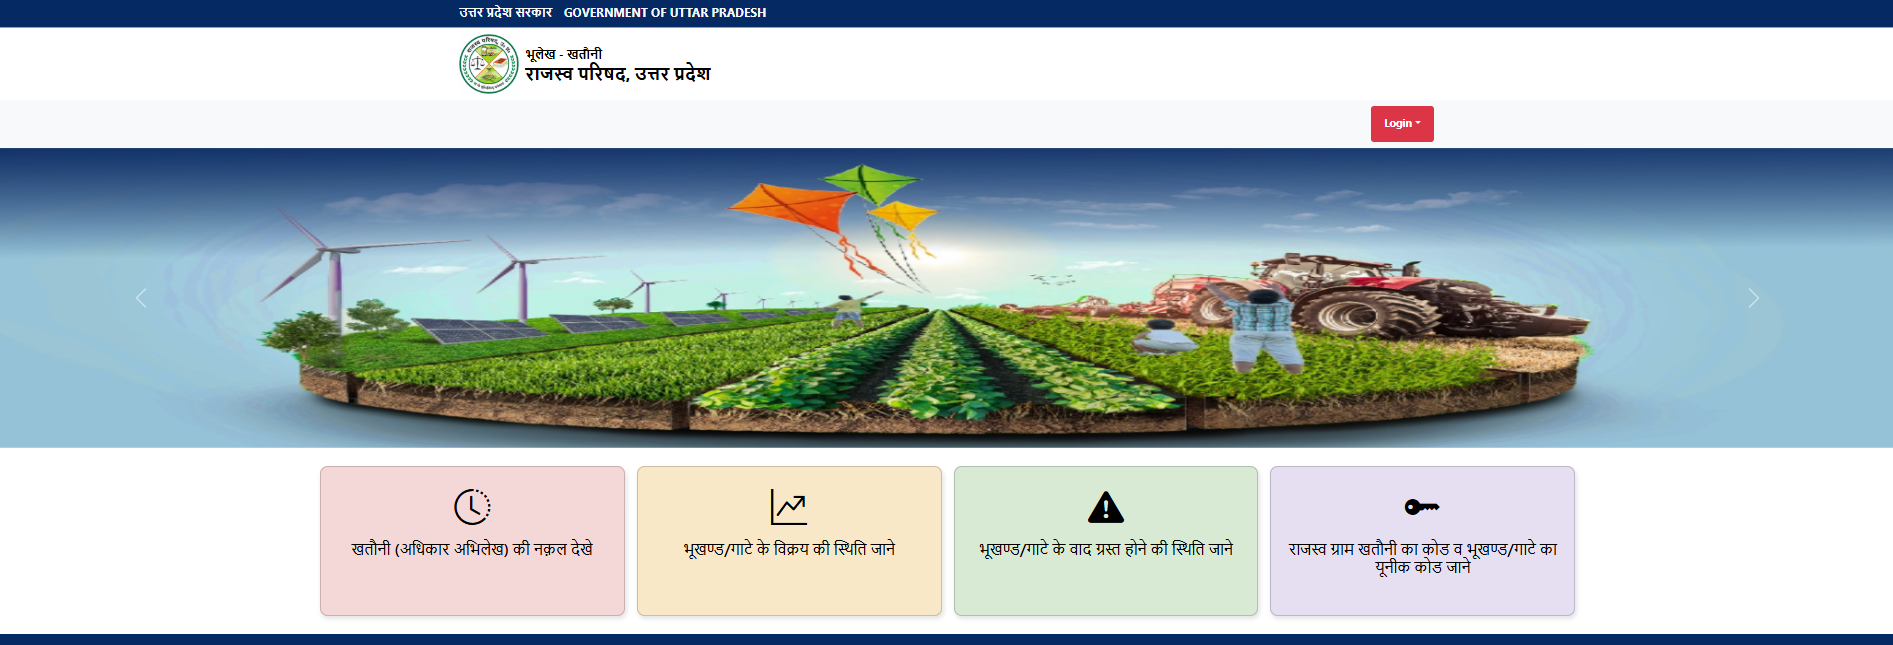 उत्तर प्रदेश सरकार GOVERNMENT OF UTTAR PRADESH
भूलेख - खतौनी
राजस्व परिषद, उत्तर प्रदेश
Login
खतौनी (अधिकार अभिलेख) की नक़ल देखे
भूखण्ड/गाटे के विक्रय की स्थिति जाने
भूखण्ड/गाटे के वाद ग्रस्त होने की स्थिति जाने
राजस्व ग्राम खतौनी का कोड व भूखण्ड/गाटे का
यूनीक कोड जाने